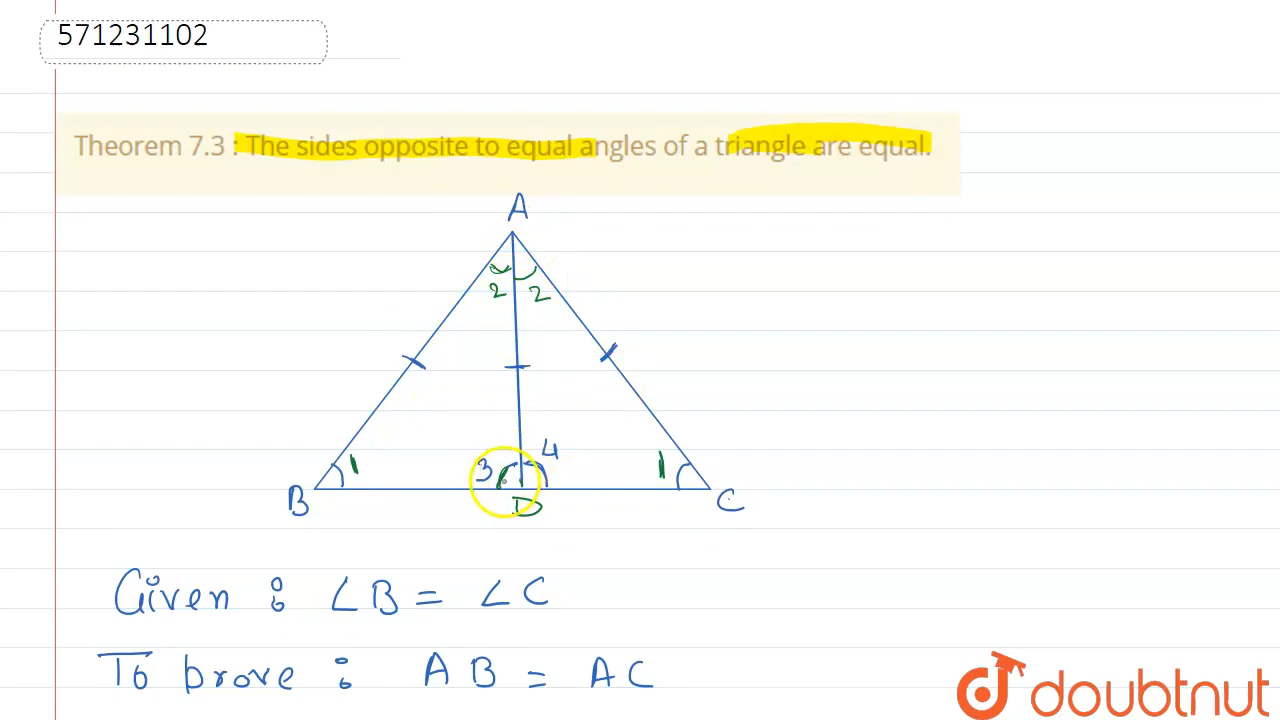 571231102
Theorem 7.3 : The sides opposite to equal angles of a triangle are equal.
A
2 2
3 4
1 1
B D C
Given : ∠B = ∠C
To prove : AB = AC
doubtnut